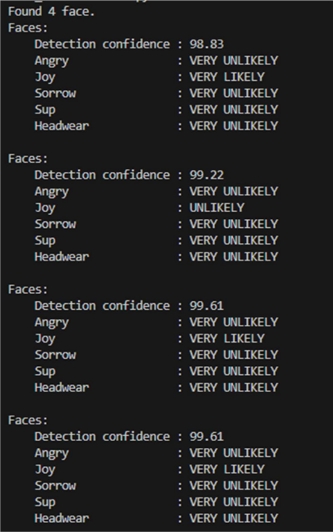 Found 4 face.
Faces:
Detection confidence : 98.83
Angry : VERY UNLIKELY
Joy : VERY LIKELY
Sorrow : VERY UNLIKELY
Sup : VERY UNLIKELY
Headwear : VERY UNLIKELY
Faces:
Detection confidence : 99.22
Angry : VERY UNLIKELY
Joy : UNLIKELY
Sorrow : VERY UNLIKELY
Sup : VERY UNLIKELY
Headwear : VERY UNLIKELY
Faces:
Detection confidence : 99.61
Angry : VERY UNLIKELY
Joy : VERY LIKELY
Sorrow : VERY UNLIKELY
Sup : VERY UNLIKELY
Headwear : VERY UNLIKELY
Faces:
Detection confidence : 99.61
Angry : VERY UNLIKELY
Joy : VERY LIKELY
Sorrow : VERY UNLIKELY
Sup : VERY UNLIKELY
Headwear : VERY UNLIKELY